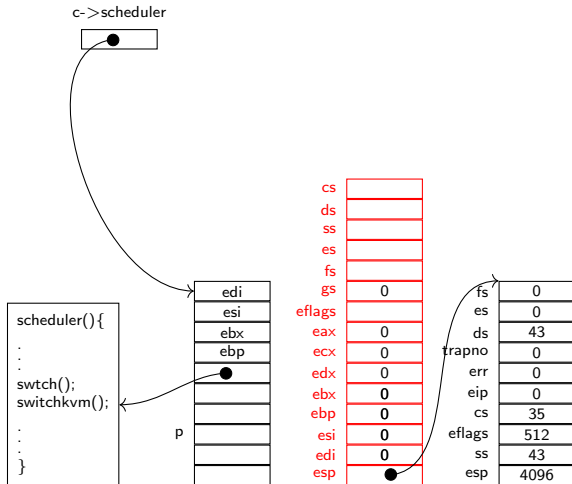 c->scheduler
edi
esi
ebx
ebp
p
scheduler(){
.
.
.
swtch();
switchkvm();
.
.
.
}
cs
ds
ss
es
fs
gs 0
eflags
eax 0
ecx 0
edx 0
ebx 0
ebp 0
esi 0
edi 0
esp
fs 0
es 0
ds 43
trapno 0
err 0
eip 0
cs 35
eflags 512
ss 43
esp 4096